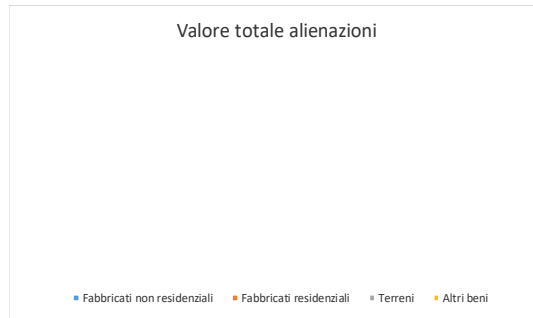 Valore totale alienazioni
Fabbricati non residenziali Fabbricati residenziali Terreni Altri beni